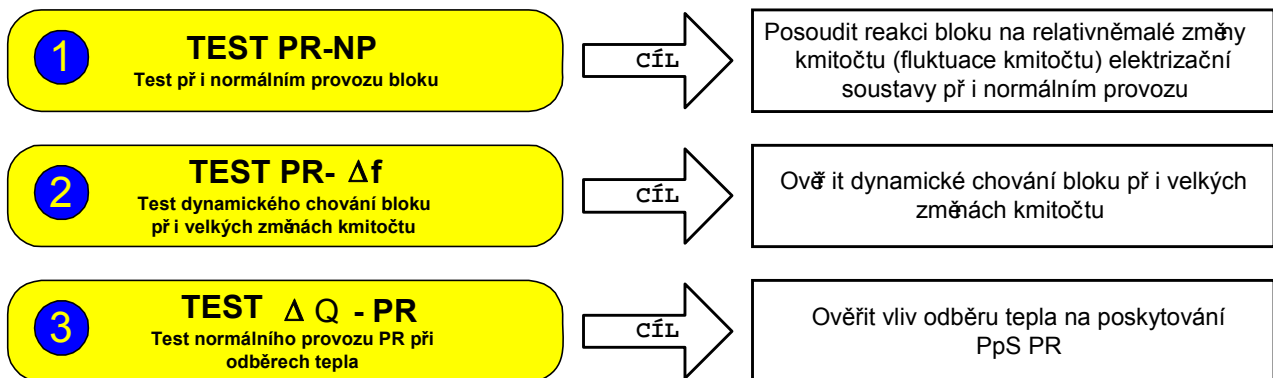 1
TEST PR-NP
Test př i normálním provozu bloku
CÍL
Posoudit reakci bloku na relativněmalé změny
kmitočtu (fluktuace kmitočtu) elektrizační
soustavy př i normálním provozu
2
TEST PR- Δf
Test dynamického chování bloku
př i velkých změnách kmitočtu
CÍL
Ově ř it dynamické chování bloku př i velkých
změnách kmitočtu
3
TEST Δ Q - PR
Test normálního provozu PR při
odběrech tepla
CÍL
Ověřit vliv odběru tepla na poskytování
PpS PR